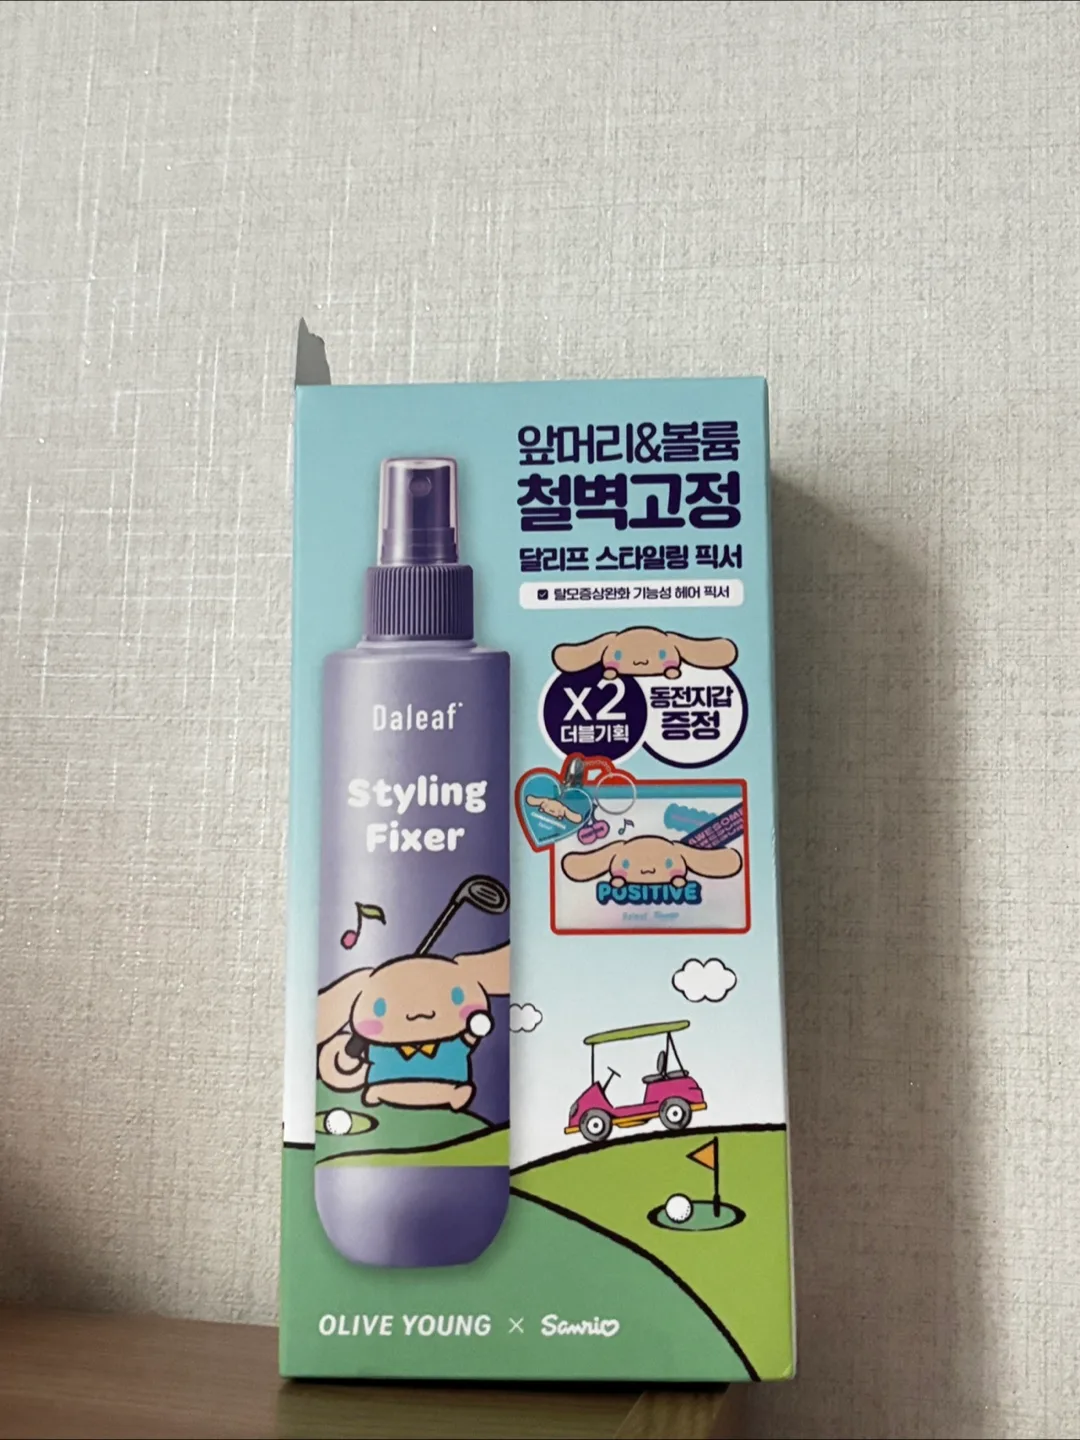 앞머리&볼륨
철벽고정
달리프 스타일링 픽서
탈모증상완화 기능성 헤어 픽서
x2
더블기획
동전지갑
증정
Daleaf
Styling
Fixer
AWESOME
POSITIVE
OLIVE YOUNG × Sanrio